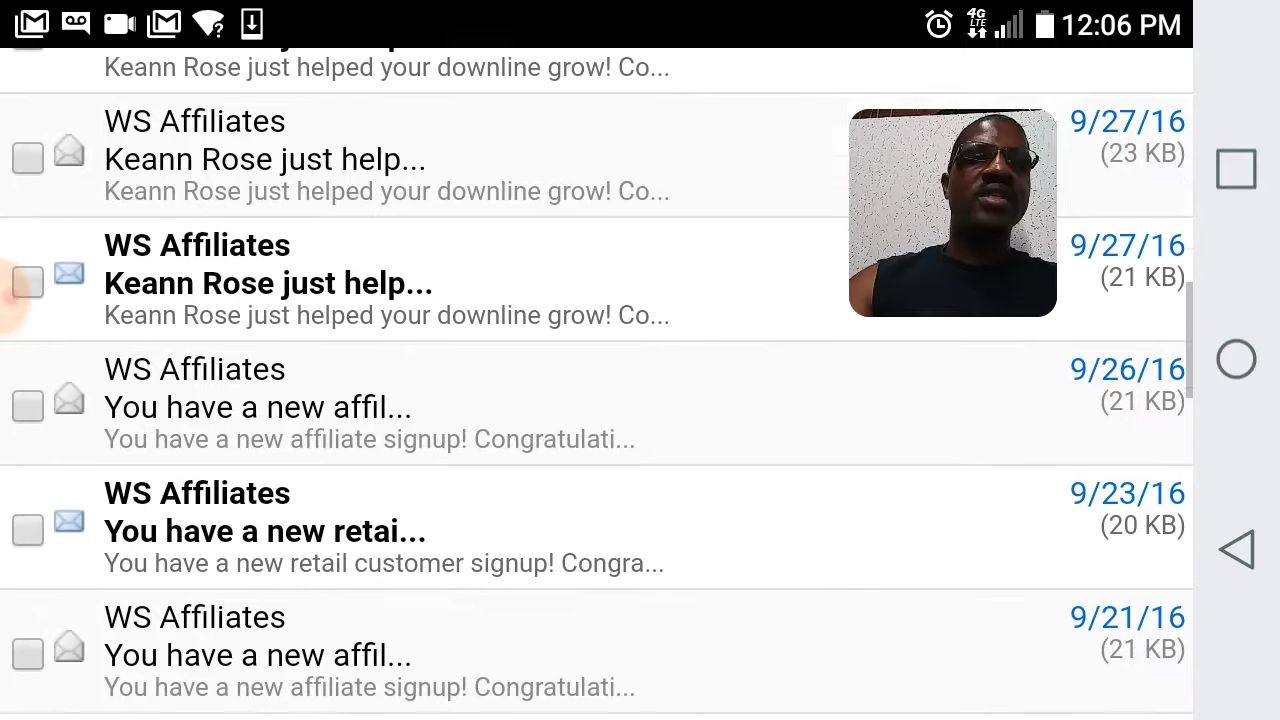 4G
LTE
12:06 PM
Keann Rose just helped your downline grow! Co...
WS Affiliates
9/27/16
Keann Rose just help...
(23 KB)
Keann Rose just helped your downline grow! Co...
WS Affiliates
9/27/16
Keann Rose just help...
(21 KB)
Keann Rose just helped your downline grow! Co...
WS Affiliates
9/26/16
You have a new affil...
(21 KB)
You have a new affiliate signup! Congratulati...
WS Affiliates
9/23/16
You have a new retai...
(20 KB)
You have a new retail customer signup! Congra...
WS Affiliates
9/21/16
You have a new affil...
(21 KB)
You have a new affiliate signup! Congratulati...